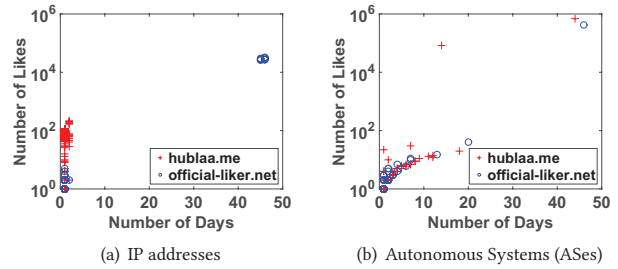 10^6
10^4
10^2
10^0
Number of Likes
0 10 20 30 40 50
Number of Days
hublaa.me
official-liker.net
(a) IP addresses
10^6
10^4
10^2
10^0
Number of Likes
0 10 20 30 40 50
Number of Days
hublaa.me
official-liker.net
(b) Autonomous Systems (ASes)